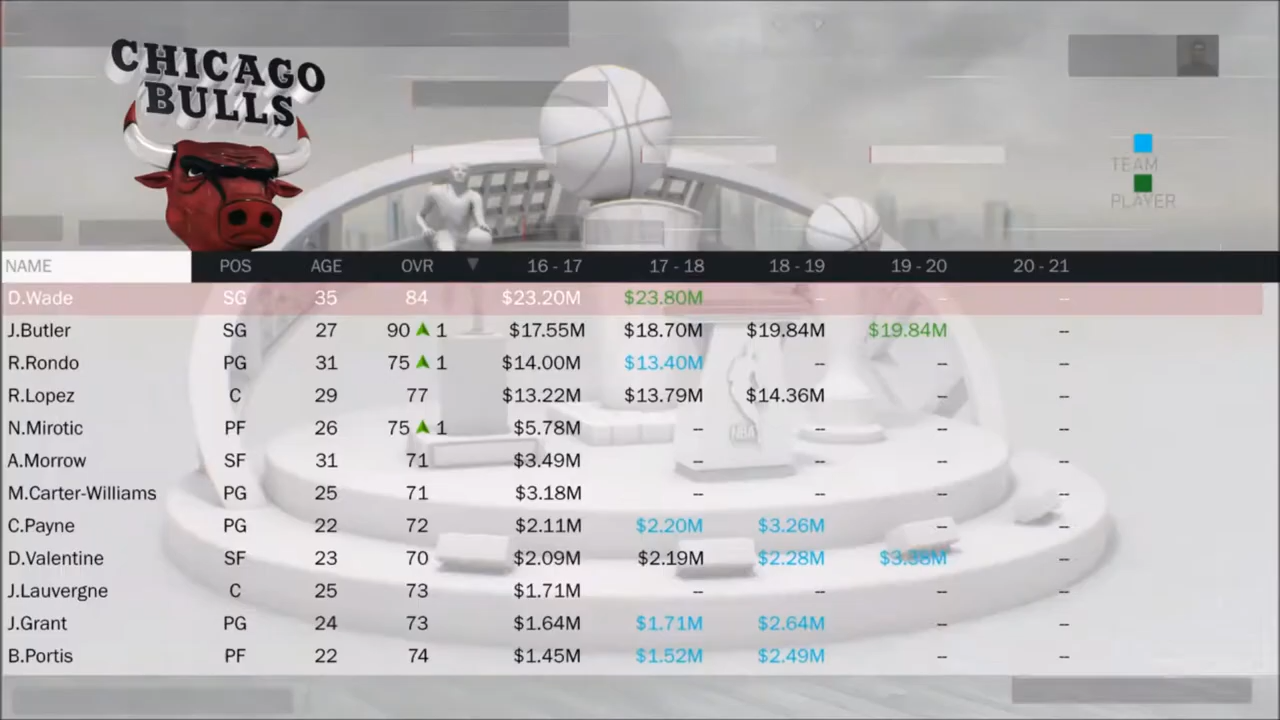 CHICAGO
BULLS
TEAM
PLAYER
NAME POS AGE OVR 16 - 17 17 - 18 18 - 19 19 - 20 20 - 21
D.Wade SG 35 84 $23.20M $23.80M -- -- --
J.Butler SG 27 90 1 $17.55M $18.70M $19.84M $19.84M --
R.Rondo PG 31 75 1 $14.00M $13.40M -- -- --
R.Lopez C 29 77 $13.22M $13.79M $14.36M -- --
N.Mirotic PF 26 75 1 $5.78M -- -- -- --
A.Morrow SF 31 71 $3.49M -- -- -- --
M.Carter-Williams PG 25 71 $3.18M -- -- -- --
C.Payne PG 22 72 $2.11M $2.20M $3.26M -- --
D.Valentine SF 23 70 $2.09M $2.19M $2.28M $3.38M --
J.Lauvergne C 25 73 $1.71M -- -- -- --
J.Grant PG 24 73 $1.64M $1.71M $2.64M -- --
B.Portis PF 22 74 $1.45M $1.52M $2.49M -- --